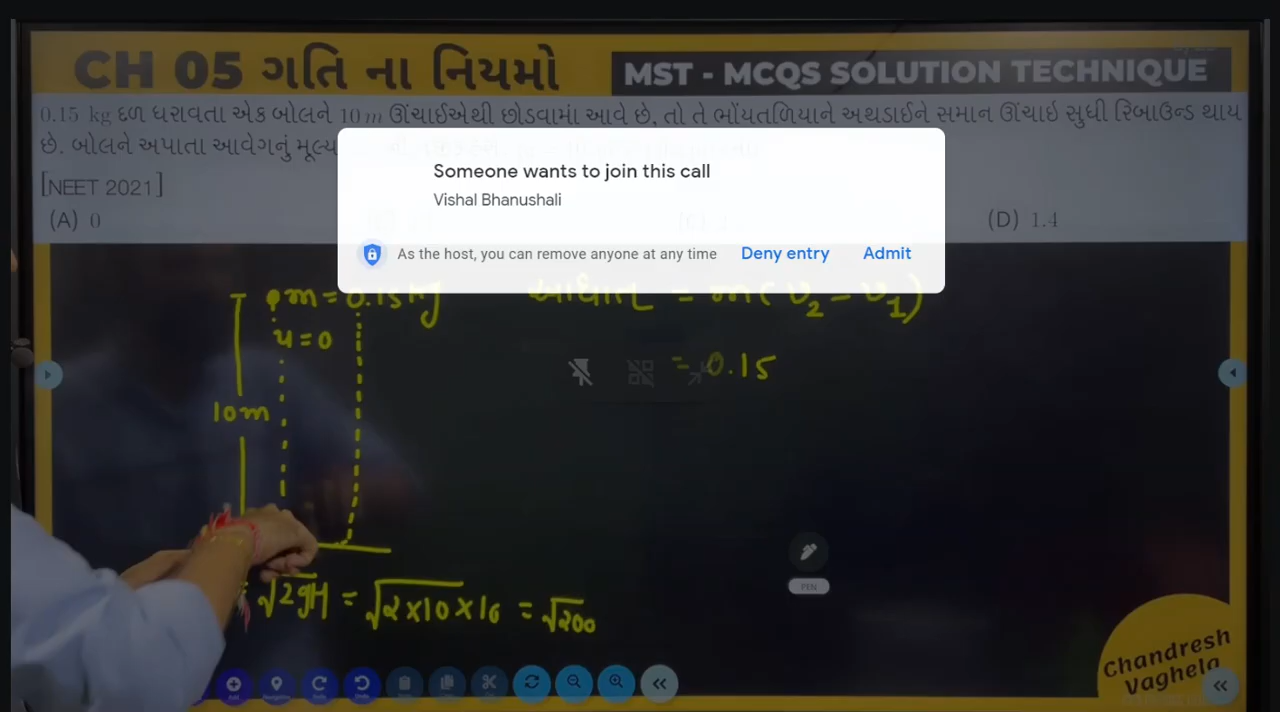 CH 05 ગતિ ના નિયમો
MST - MCQS SOLUTION TECHNIQUE
0.15 kg દળ ધરાવતા એક બોલને 10 m ઊંચાઈએથી છોડવામાં આવે છે, તો તે ભોંયતળિયાને અથડાઈને સમાન ઊંચાઇ સુધી રિબાઉન્ડ થાય
છે. બોલને અપાતા આવેગનું મૂલ્ય
[NEET 2021]
(A) 0
(D) 1.4
Someone wants to join this call
Vishal Bhanushali
As the host, you can remove anyone at any time
Deny entry
Admit
m = 0.15 kg
u = 0
10m
આઘાત = m ( v₂ - v₁ )
= 0.15
√2gH = √2×10×10 = √200
PEN
Chandresh
Vaghela